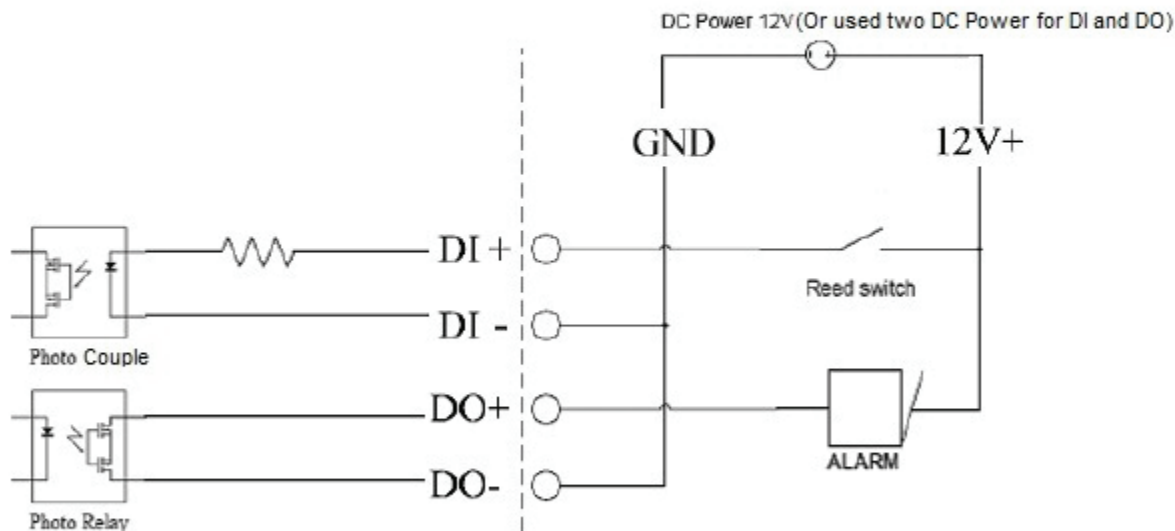 DC Power 12V(Or used two DC Power for DI and DO)
GND
12V+
DI +
Reed switch
DI -
Photo Couple
DO+
ALARM
DO-
Photo Relay